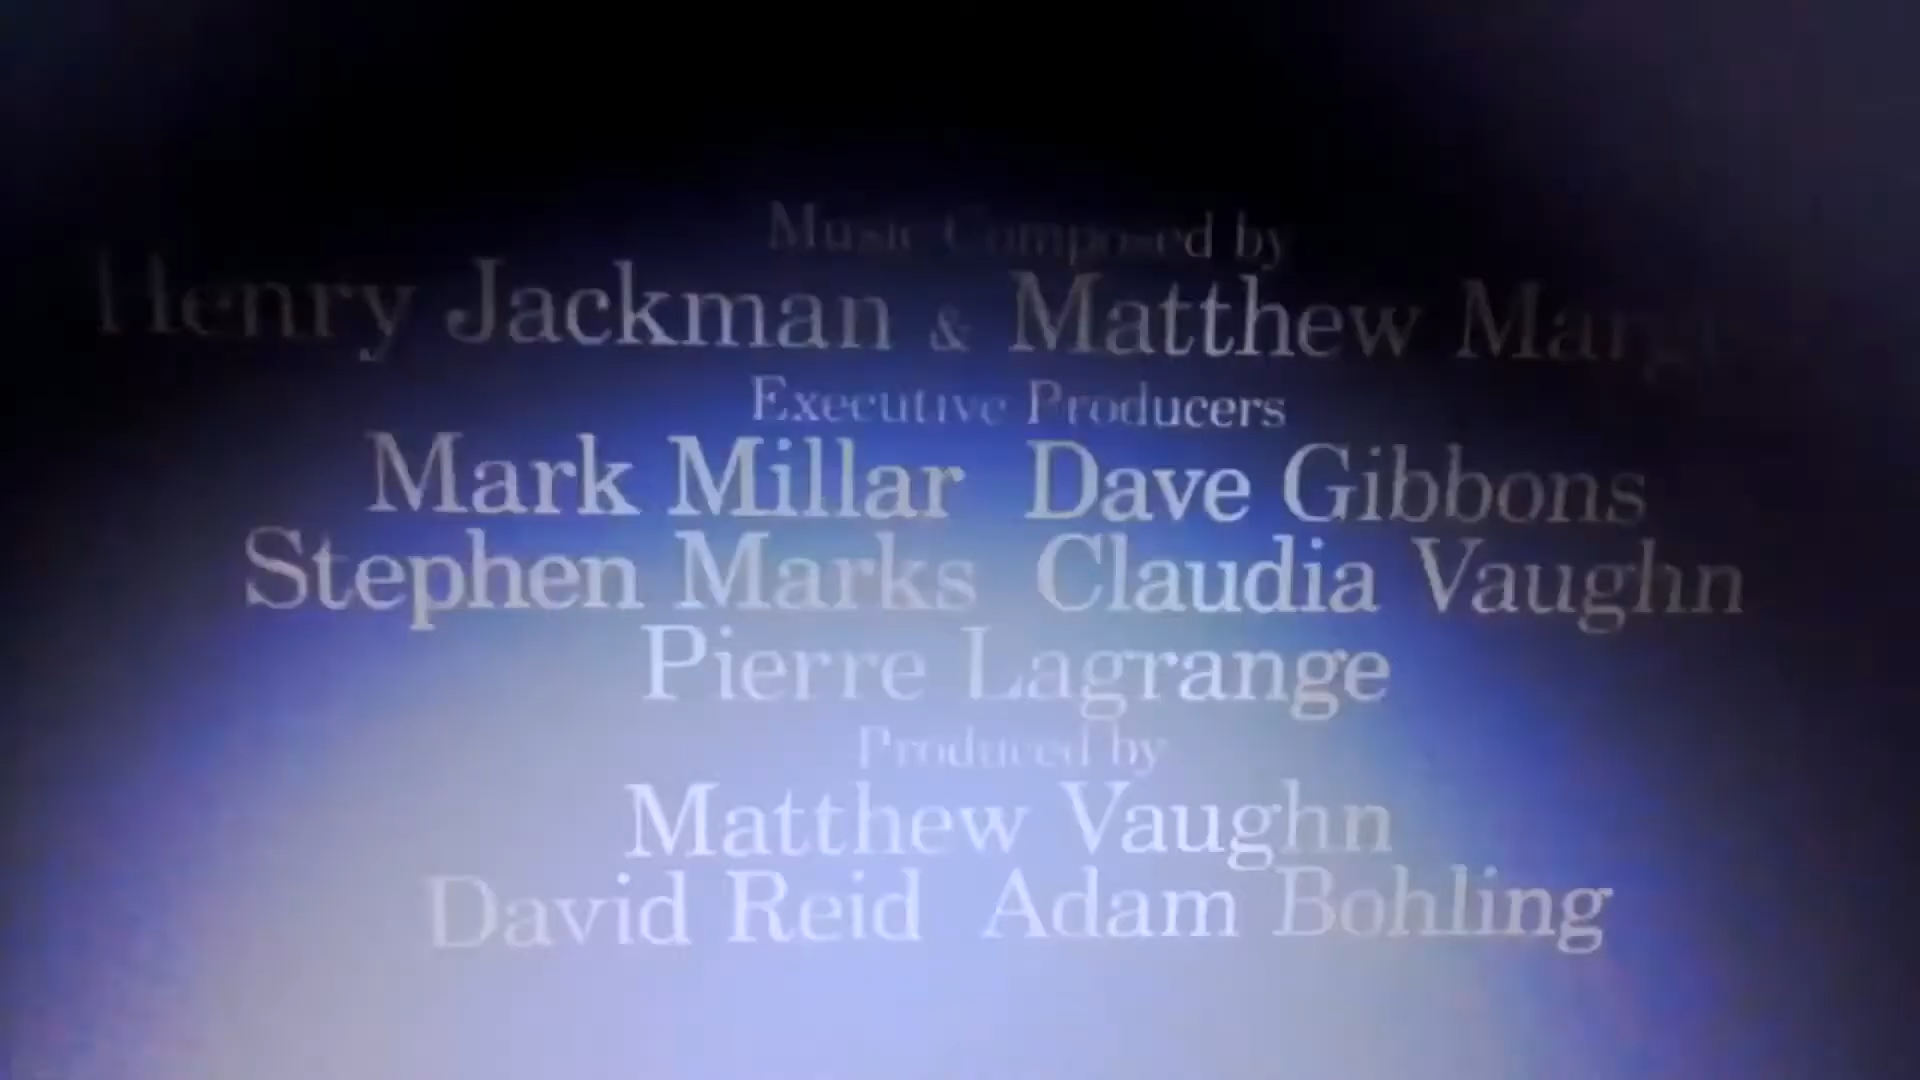 Music Composed by
Henry Jackman & Matthew
Executive Producers
Mark Millar Dave Gibbons
Stephen Marks Claudia Vaughn
Pierre Lagrange
Produced by
Matthew Vaughn
David Reid Adam Bohling